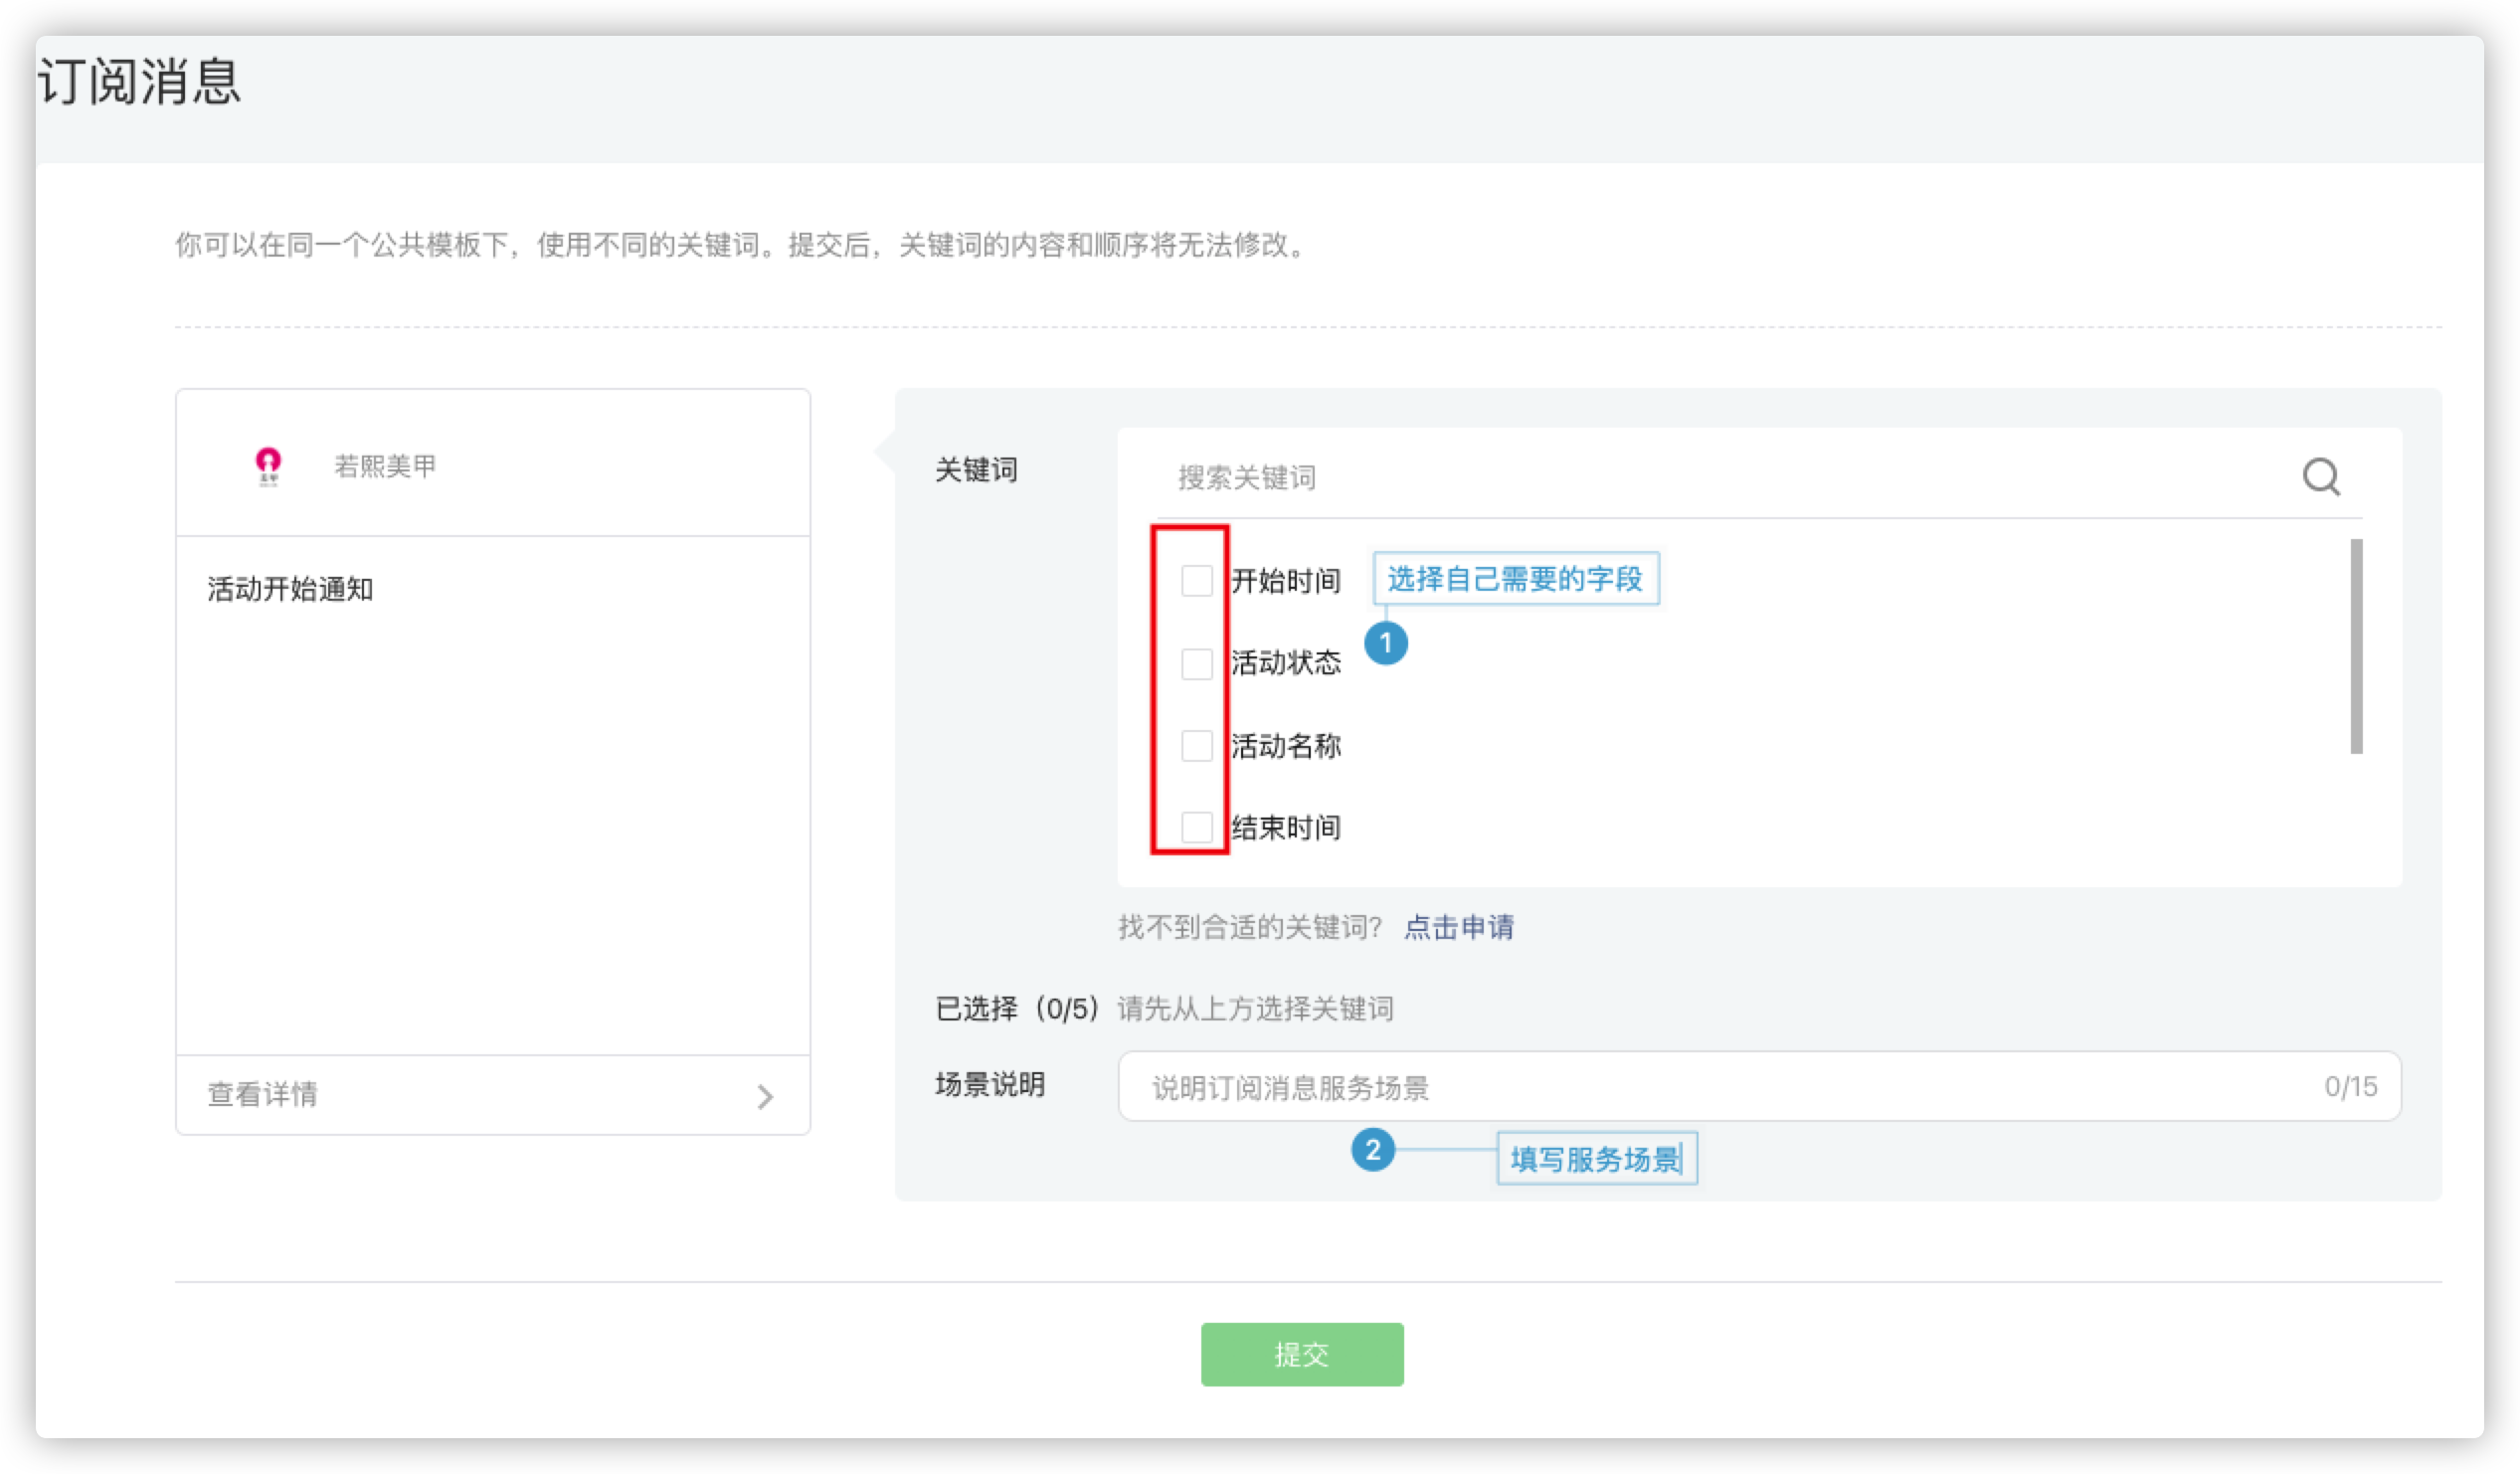 订阅消息
你可以在同一个公共模板下，使用不同的关键词。提交后，关键词的内容和顺序将无法修改。
若熙美甲
活动开始通知
查看详情
关键词
搜索关键词
开始时间
选择自己需要的字段
1
活动状态
活动名称
结束时间
找不到合适的关键词？ 点击申请
已选择（0/5） 请先从上方选择关键词
场景说明
说明订阅消息服务场景
0/15
2
填写服务场景
提交